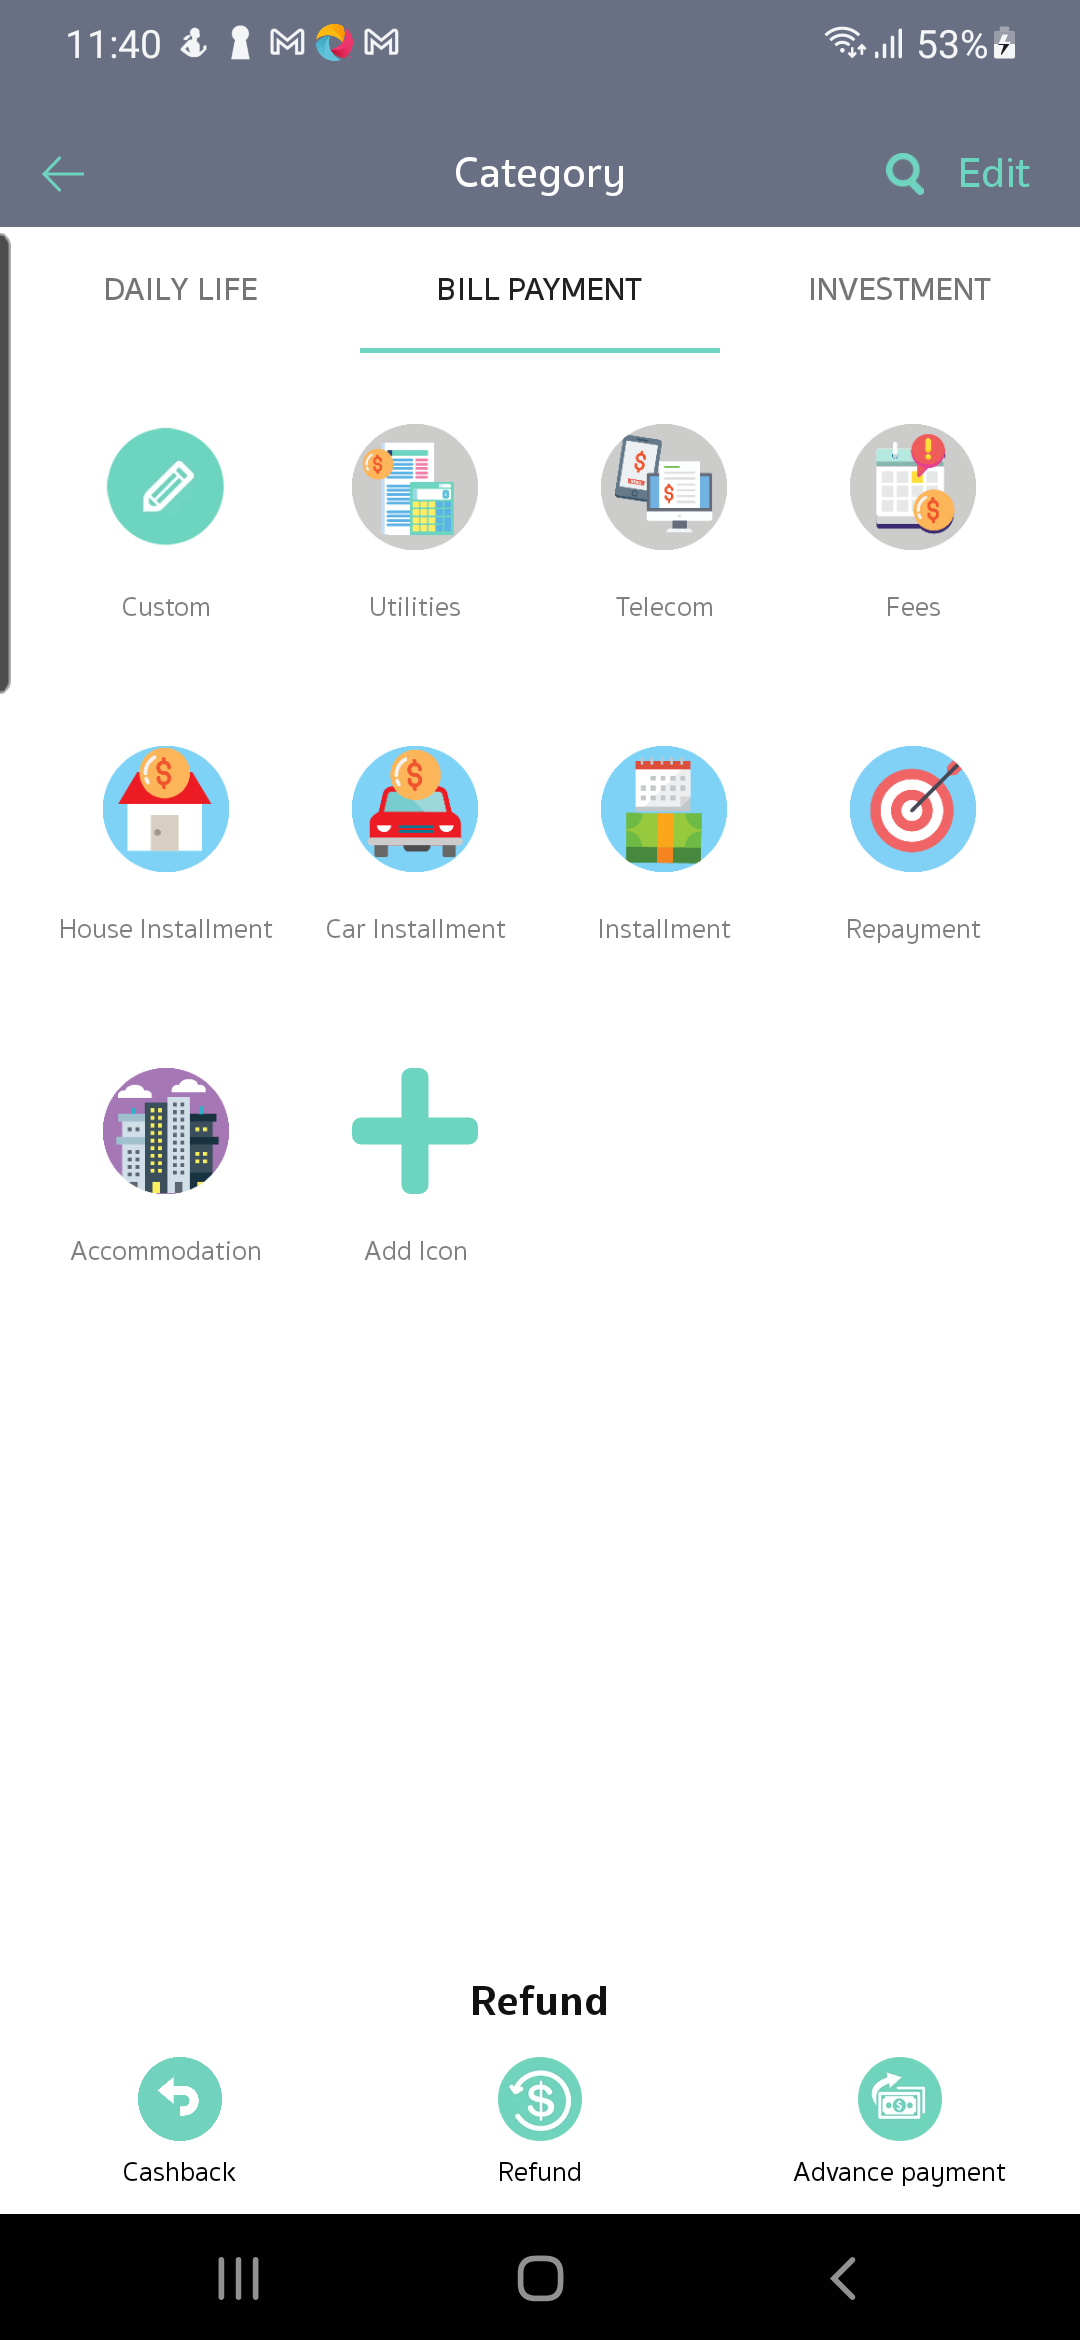 11:40
53%
Category
Edit
DAILY LIFE
BILL PAYMENT
INVESTMENT
Custom
Utilities
Telecom
Fees
House Installment
Car Installment
Installment
Repayment
Accommodation
Add Icon
Refund
Cashback
Refund
Advance payment